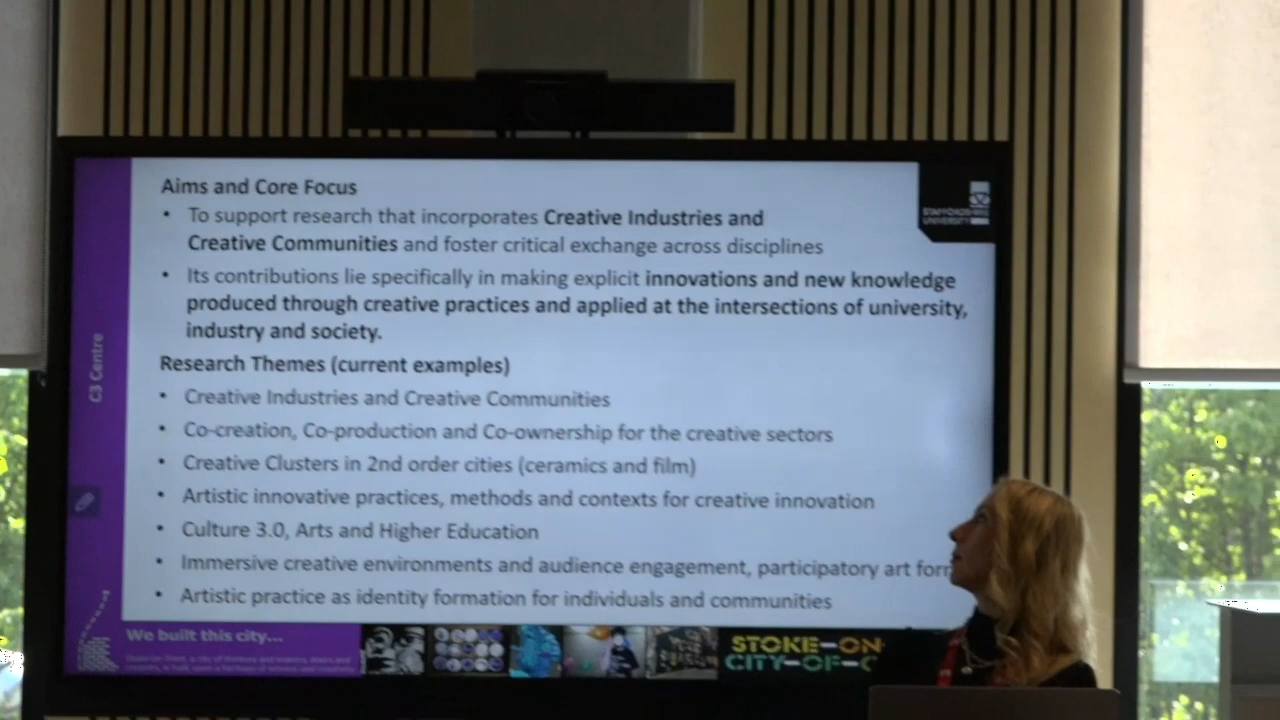 Aims and Core Focus
• To support research that incorporates Creative Industries and
Creative Communities and foster critical exchange across disciplines
• Its contributions lie specifically in making explicit innovations and new knowledge
produced through creative practices and applied at the intersections of university,
industry and society.
Research Themes (current examples)
• Creative Industries and Creative Communities
• Co-creation, Co-production and Co-ownership for the creative sectors
• Creative Clusters in 2nd order cities (ceramics and film)
• Artistic innovative practices, methods and contexts for creative innovation
• Culture 3.0, Arts and Higher Education
• Immersive creative environments and audience engagement, participatory art for
• Artistic practice as identity formation for individuals and communities
C3 Centre
UNIVERSITY
We built this city...
STOKE-ON
CITY-OF-C